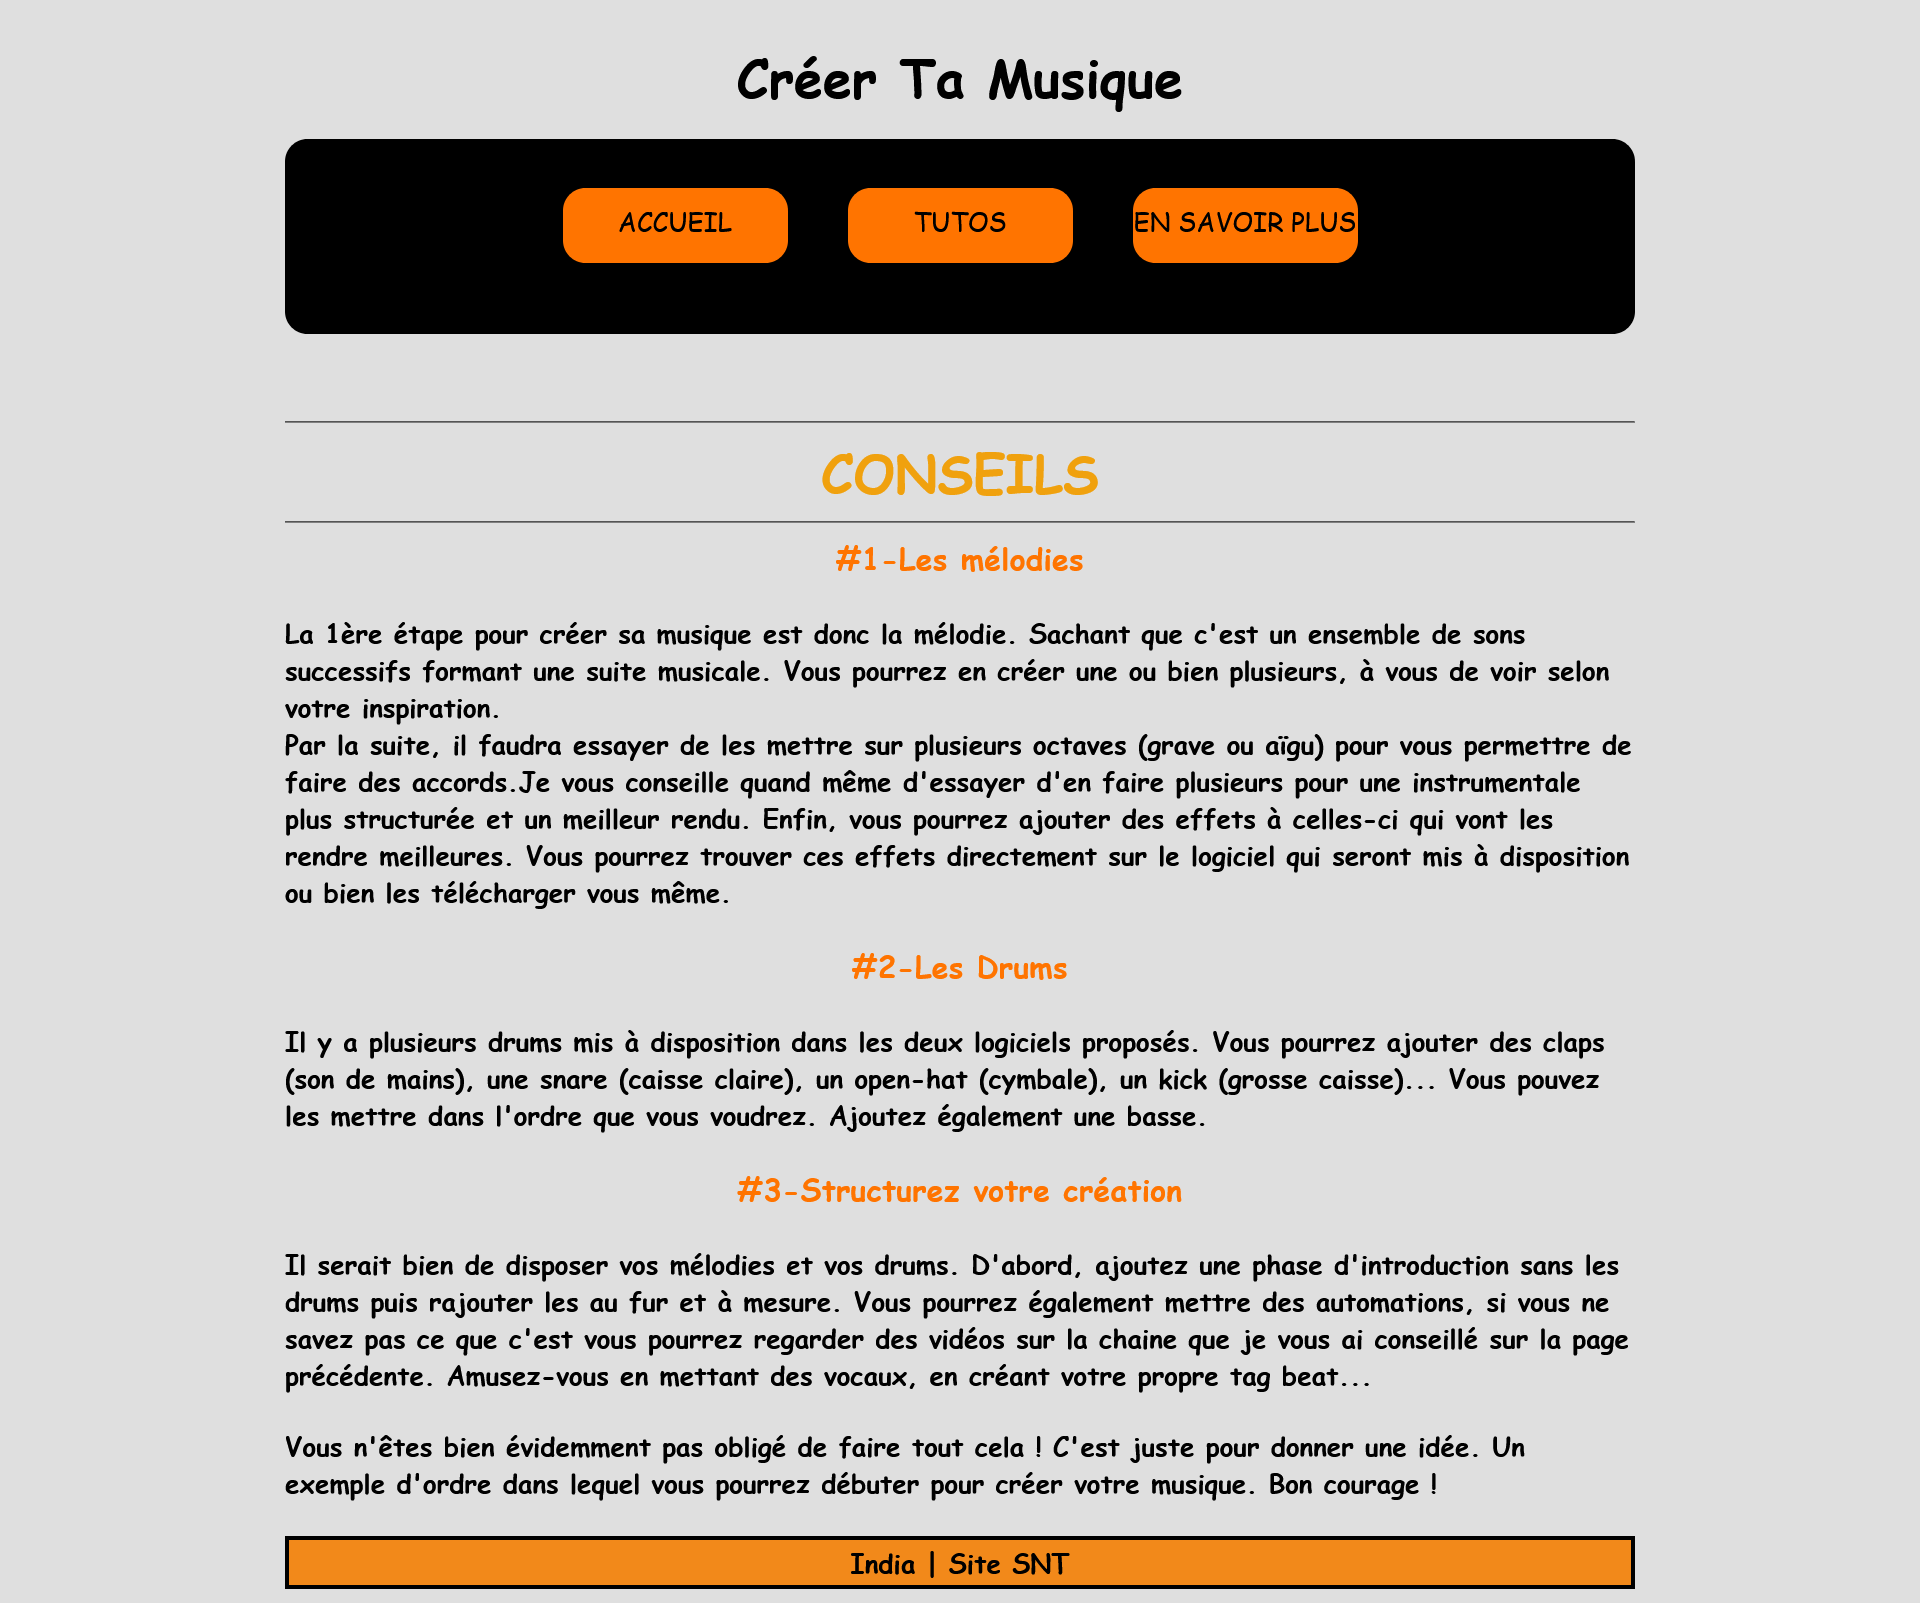 Créer Ta Musique
ACCUEIL
TUTOS
EN SAVOIR PLUS
CONSEILS
#1-Les mélodies
La 1ère étape pour créer sa musique est donc la mélodie. Sachant que c'est un ensemble de sons
successifs formant une suite musicale. Vous pourrez en créer une ou bien plusieurs, à vous de voir selon
votre inspiration.
Par la suite, il faudra essayer de les mettre sur plusieurs octaves (grave ou aïgu) pour vous permettre de
faire des accords.Je vous conseille quand même d'essayer d'en faire plusieurs pour une instrumentale
plus structurée et un meilleur rendu. Enfin, vous pourrez ajouter des effets à celles-ci qui vont les
rendre meilleures. Vous pourrez trouver ces effets directement sur le logiciel qui seront mis à disposition
ou bien les télécharger vous même.
#2-Les Drums
Il y a plusieurs drums mis à disposition dans les deux logiciels proposés. Vous pourrez ajouter des claps
(son de mains), une snare (caisse claire), un open-hat (cymbale), un kick (grosse caisse)... Vous pouvez
les mettre dans l'ordre que vous voudrez. Ajoutez également une basse.
#3-Structurez votre création
Il serait bien de disposer vos mélodies et vos drums. D'abord, ajoutez une phase d'introduction sans les
drums puis rajouter les au fur et à mesure. Vous pourrez également mettre des automations, si vous ne
savez pas ce que c'est vous pourrez regarder des vidéos sur la chaine que je vous ai conseillé sur la page
précédente. Amusez-vous en mettant des vocaux, en créant votre propre tag beat...
Vous n'êtes bien évidemment pas obligé de faire tout cela ! C'est juste pour donner une idée. Un
exemple d'ordre dans lequel vous pourrez débuter pour créer votre musique. Bon courage !
India | Site SNT